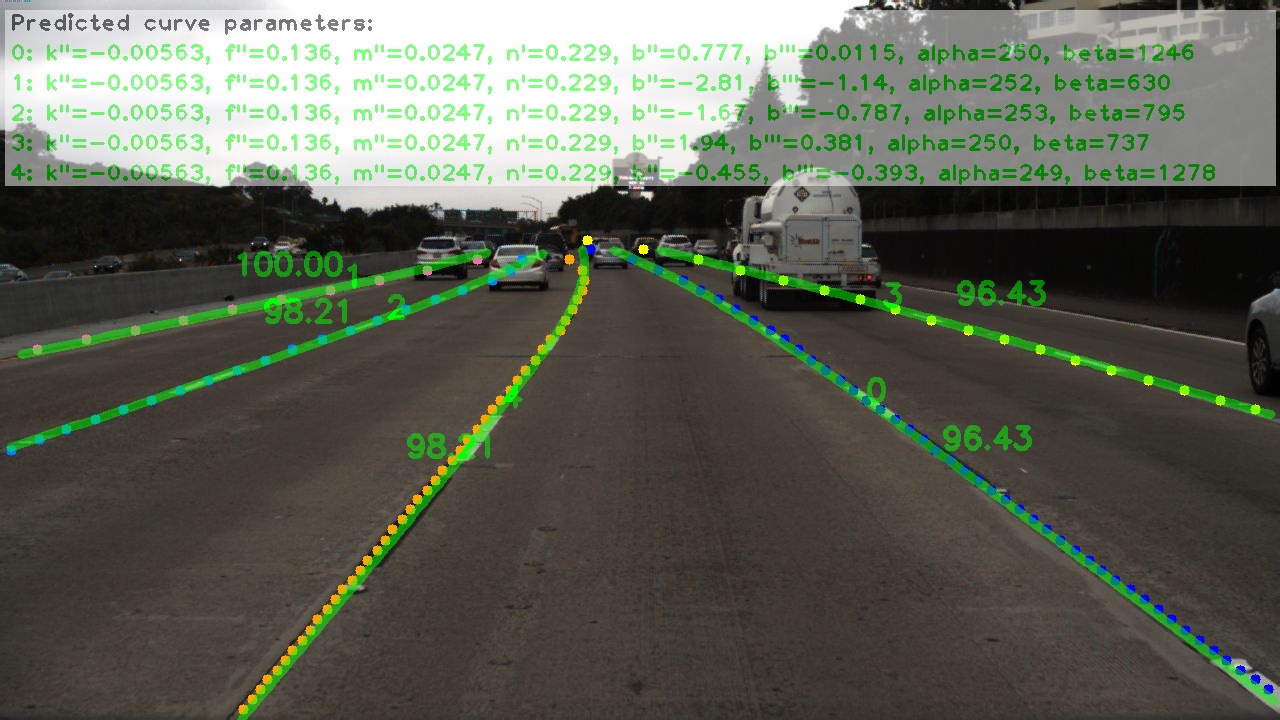 Predicted curve parameters:
0: k''=-0.00563, f''=0.136, m''=0.0247, n'=0.229, b''=0.777, b'''=0.0115, alpha=250, beta=1246
1: k''=-0.00563, f''=0.136, m''=0.0247, n'=0.229, b''=-2.81, b'''=-1.14, alpha=252, beta=630
2: k''=-0.00563, f''=0.136, m''=0.0247, n'=0.229, b''=-1.67, b'''=-0.787, alpha=253, beta=795
3: k''=-0.00563, f''=0.136, m''=0.0247, n'=0.229, b''=1.94, b'''=0.381, alpha=250, beta=737
4: k''=-0.00563, f''=0.136, m''=0.0247, n'=0.229, b''=-0.455, b'''=-0.393, alpha=249, beta=1278
100.00
1
98.21
2
3
96.43
0
4
98.21
96.43